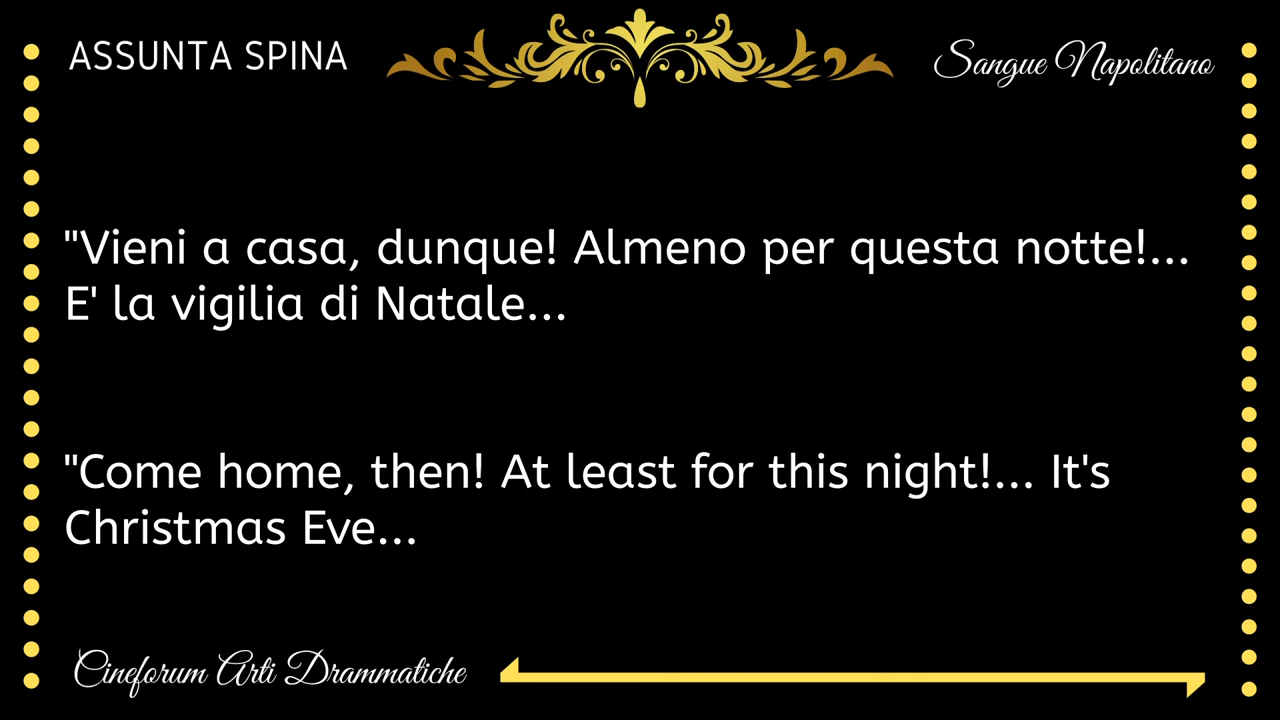 ASSUNTA SPINA
Sangue Napolitano
"Vieni a casa, dunque! Almeno per questa notte!...
E' la vigilia di Natale...
"Come home, then! At least for this night!... It's
Christmas Eve...
Cineforum Arti Drammatiche